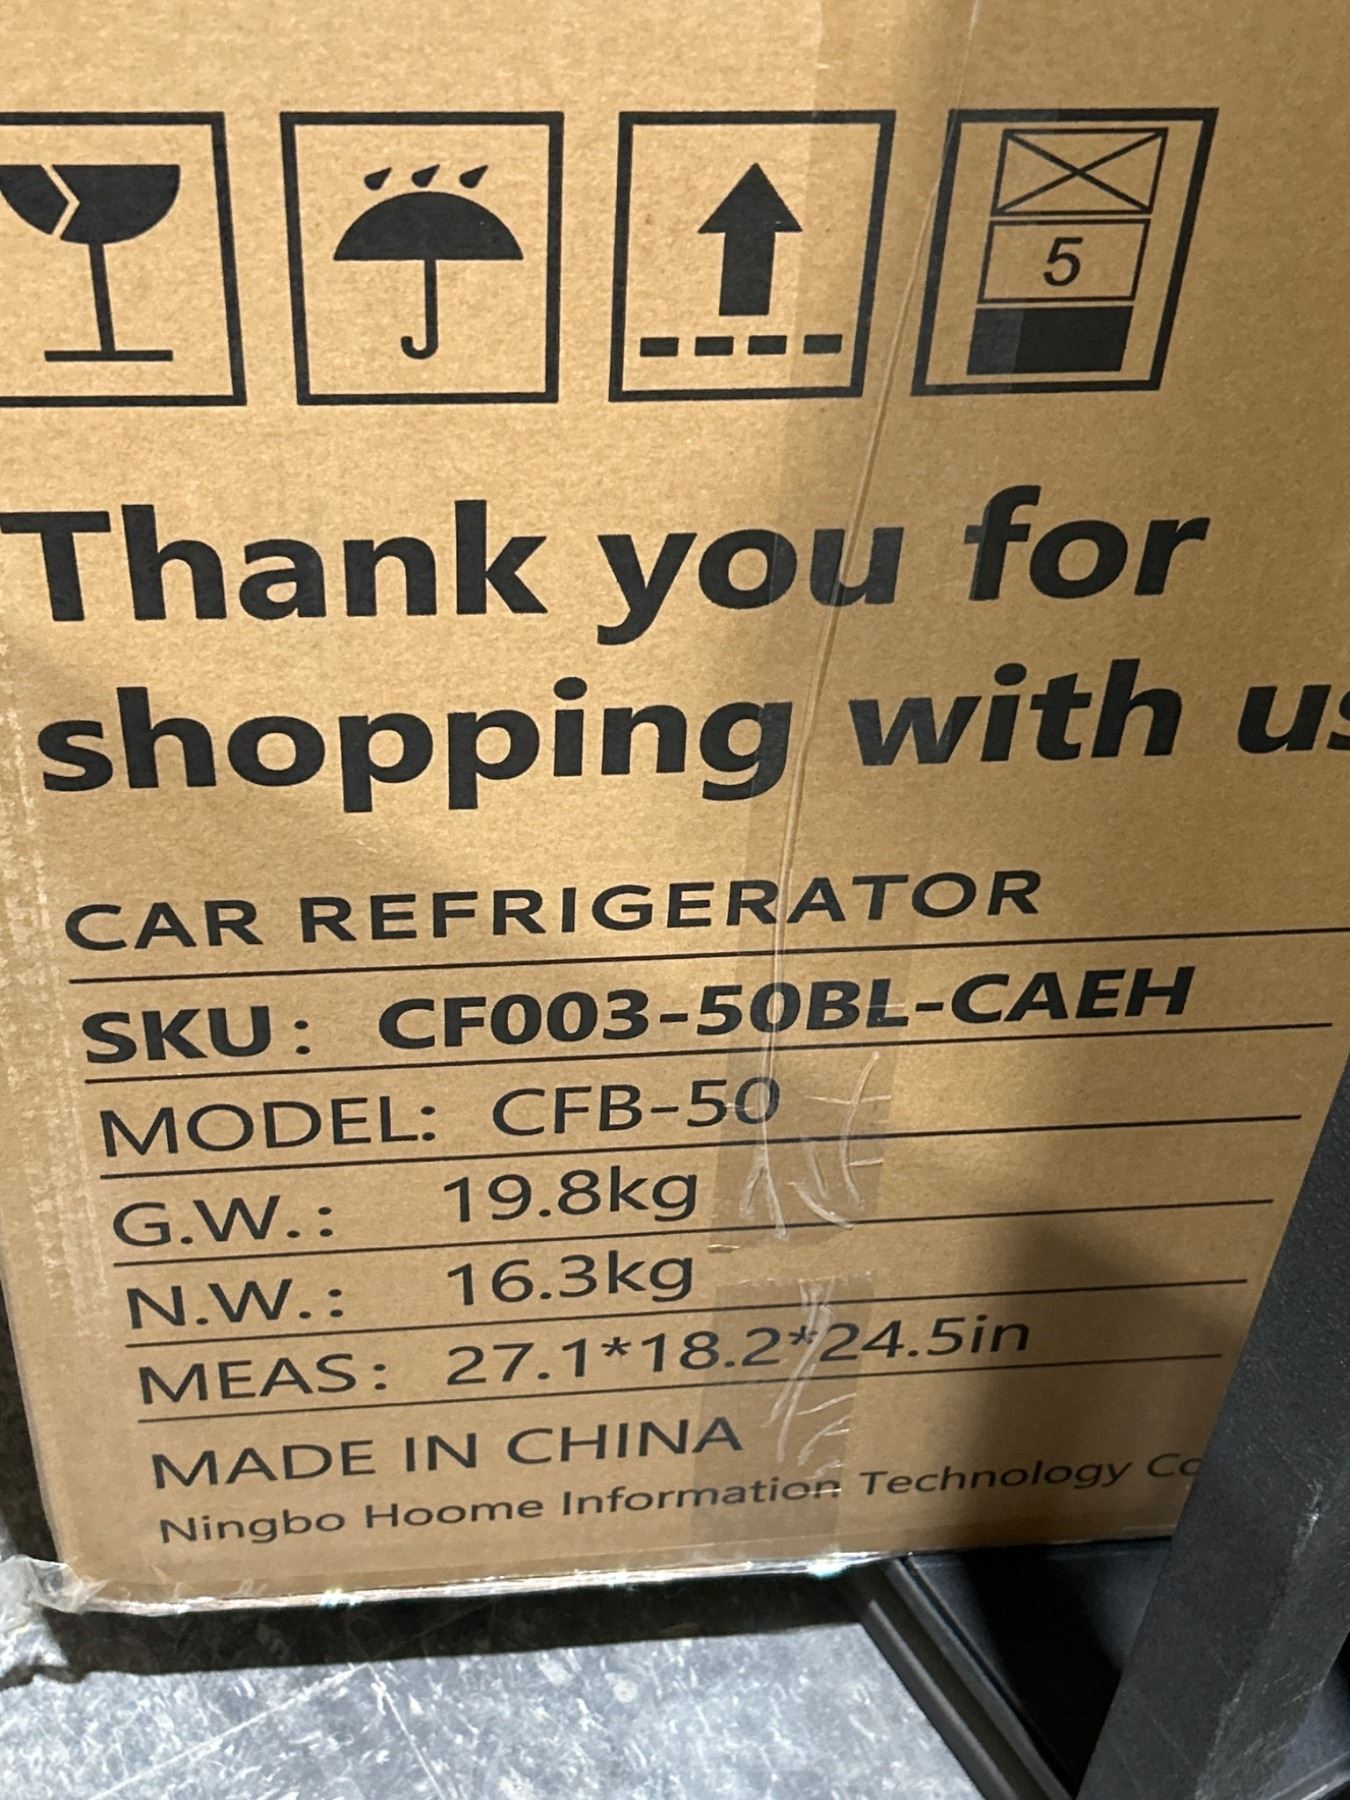 5
Thank you for
shopping with us
CAR REFRIGERATOR
SKU: CF003-50BL-CAEH
MODEL: CFB-50
G.W.: 19.8kg
N.W.: 16.3kg
MEAS: 27.1*18.2*24.5in
MADE IN CHINA
Ningbo Hoome Information Technology Co